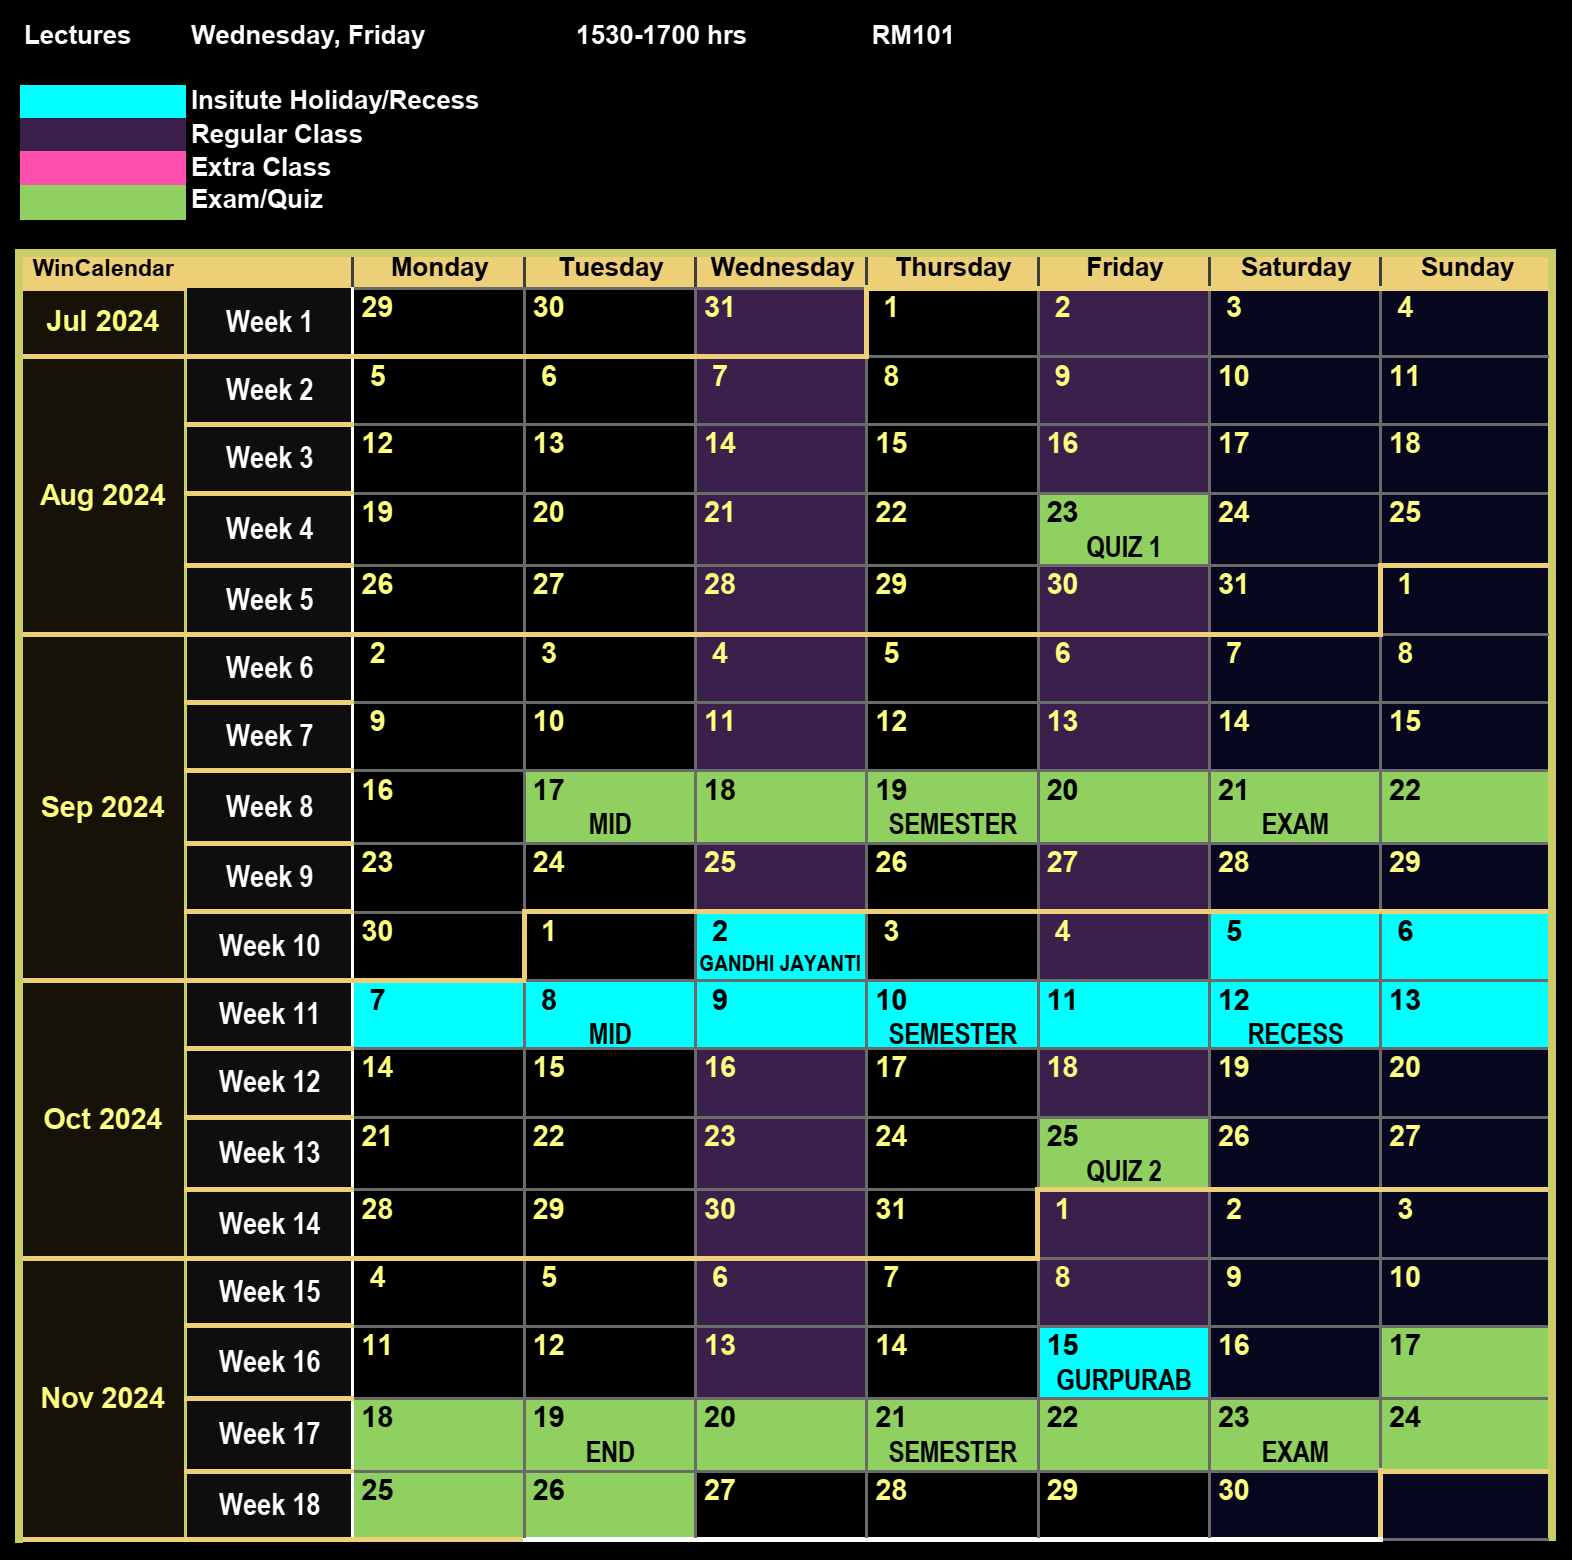 Lectures Wednesday, Friday 1530-1700 hrs RM101
Insitute Holiday/Recess
Regular Class
Extra Class
Exam/Quiz
WinCalendar Monday Tuesday Wednesday Thursday Friday Saturday Sunday
Jul 2024 Week 1 29 30 31 1 2 3 4
Aug 2024
Week 2 5 6 7 8 9 10 11
Week 3 12 13 14 15 16 17 18
Week 4 19 20 21 22 23 24 25
QUIZ 1
Week 5 26 27 28 29 30 31 1
Sep 2024
Week 6 2 3 4 5 6 7 8
Week 7 9 10 11 12 13 14 15
Week 8 16 17 18 19 20 21 22
MID SEMESTER EXAM
Week 9 23 24 25 26 27 28 29
Week 10 30 1 2 3 4 5 6
GANDHI JAYANTI
Oct 2024
Week 11 7 8 9 10 11 12 13
MID SEMESTER RECESS
Week 12 14 15 16 17 18 19 20
Week 13 21 22 23 24 25 26 27
QUIZ 2
Week 14 28 29 30 31 1 2 3
Nov 2024
Week 15 4 5 6 7 8 9 10
Week 16 11 12 13 14 15 16 17
GURPURAB
Week 17 18 19 20 21 22 23 24
END SEMESTER EXAM
Week 18 25 26 27 28 29 30